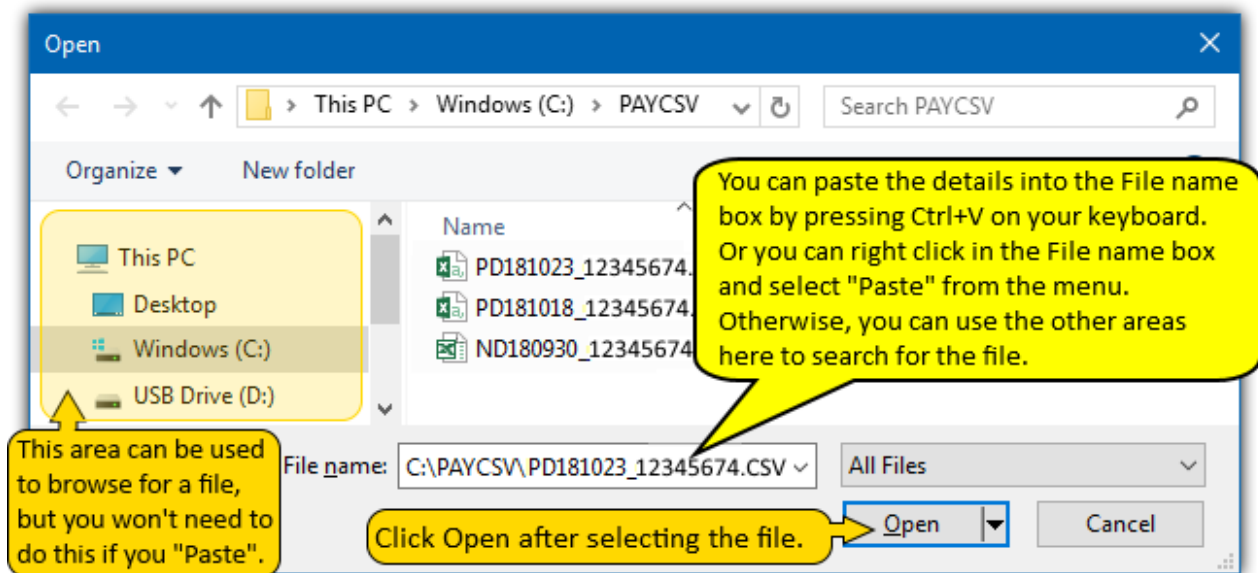 Open
This PC > Windows (C:) > PAYCSV
Search PAYCSV
Organize
New folder
You can paste the details into the File name
box by pressing Ctrl+V on your keyboard.
Or you can right click in the File name box
and select "Paste" from the menu.
Otherwise, you can use the other areas
here to search for the file.
This PC
Desktop
Windows (C:)
USB Drive (D:)
Name
PD181023_12345674.
PD181018_12345674.
ND180930_12345674
This area can be used
to browse for a file,
but you won't need to
do this if you "Paste".
File name:
C:\PAYCSV\PD181023_12345674.CSV
All Files
Click Open after selecting the file.
Open
Cancel